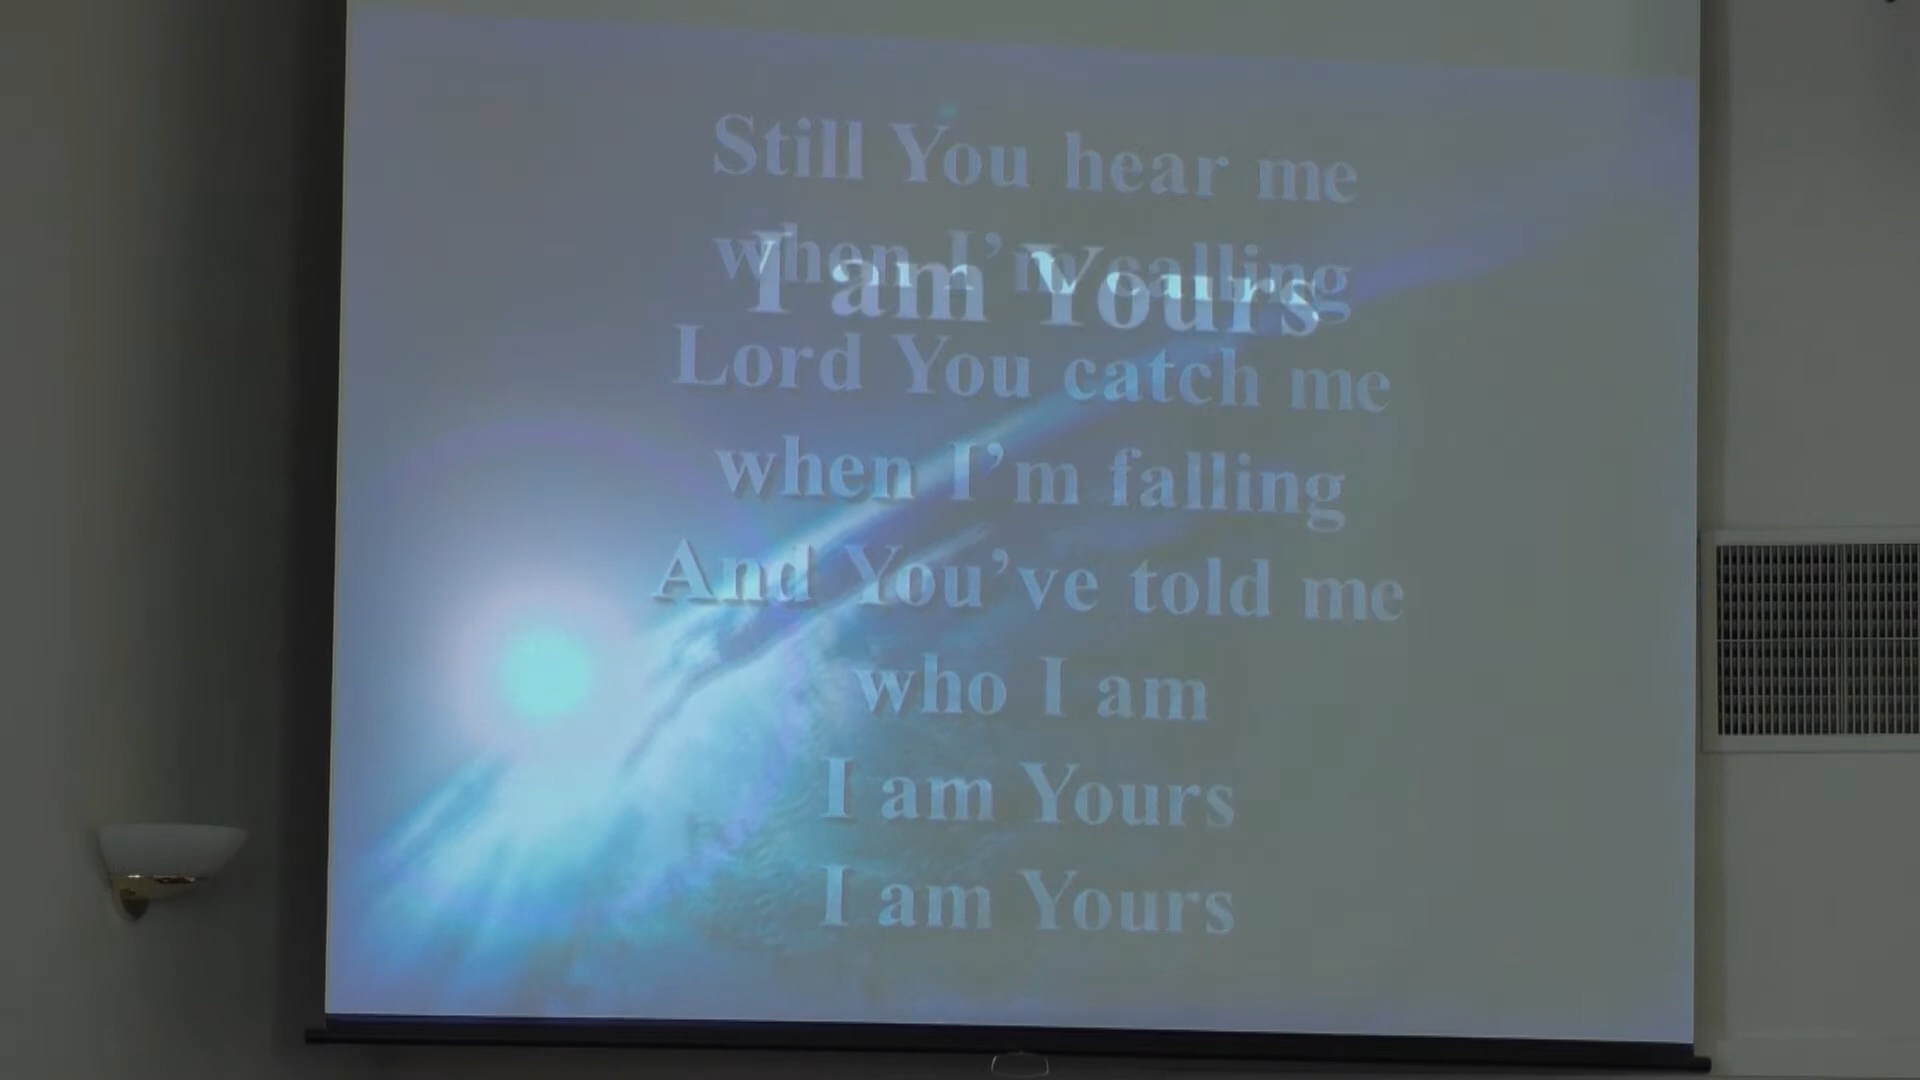 Still You hear me
when I'm calling
I am Yours
Lord You catch me
when I'm falling
And You've told me
who I am
I am Yours
I am Yours